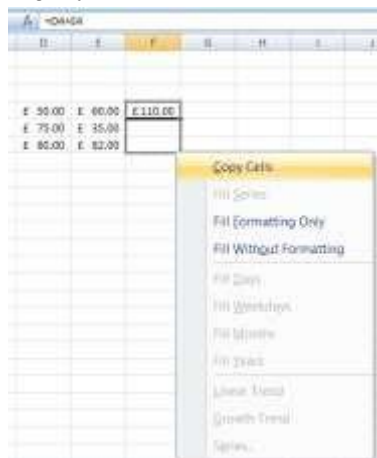 =D4+E4
D E F G H I J
£ 50.00 £ 60.00 £110.00
£ 75.00 £ 35.00
£ 80.00 £ 82.00
Copy Cells
Fill Series
Fill Formatting Only
Fill Without Formatting
Fill Days
Fill Weekdays
Fill Months
Fill Years
Linear Trend
Growth Trend
Series...